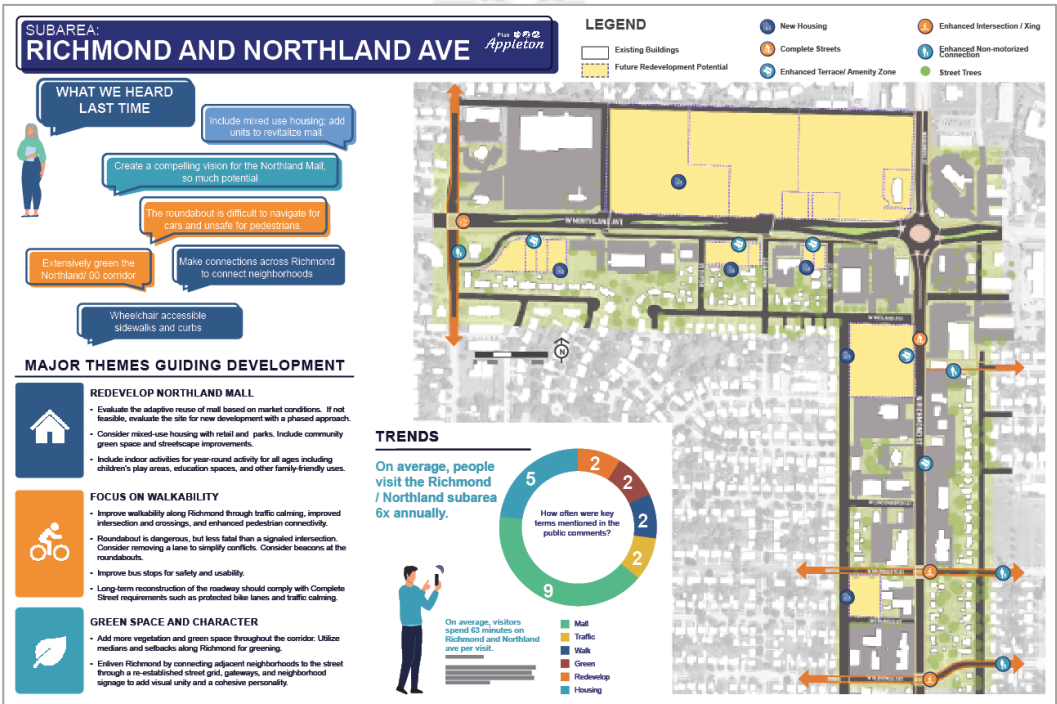 SUBAREA:
RICHMOND AND NORTHLAND AVE
Plan
Appleton
LEGEND
Existing Buildings
Future Redevelopment Potential
New Housing
Complete Streets
Enhanced Terrace/ Amenity Zone
Enhanced Intersection / Xing
Enhanced Non-motorized
Connection
Street Trees
WHAT WE HEARD
LAST TIME
Include mixed use housing; add
units to revitalize mall.
Create a compelling vision for the Northland Mall;
so much potential
The roundabout is difficult to navigate for
cars and unsafe for pedestrians.
Extensively green the
Northland/ 00 corridor
Make connections across Richmond
to connect neighborhoods
Wheelchair accessible
sidewalks and curbs
MAJOR THEMES GUIDING DEVELOPMENT
REDEVELOP NORTHLAND MALL
- Evaluate the adaptive reuse of mall based on market conditions. If not
feasible, evaluate the site for new development with a phased approach.
- Consider mixed-use housing with retail and parks. Include community
green space and streetscape improvements.
- Include indoor activities for year-round activity for all ages including
children's play areas, education spaces, and other family-friendly uses.
FOCUS ON WALKABILITY
- Improve walkability along Richmond through traffic calming, improved
intersection and crossings, and enhanced pedestrian connectivity.
- Roundabout is dangerous, but less fatal than a signaled intersection.
Consider removing a lane to simplify conflicts. Consider beacons at the
roundabouts.
- Improve bus stops for safety and usability.
- Long-term reconstruction of the roadway should comply with Complete
Street requirements such as protected bike lanes and traffic calming.
GREEN SPACE AND CHARACTER
- Add more vegetation and green space throughout the corridor. Utilize
medians and setbacks along Richmond for greening.
- Enliven Richmond by connecting adjacent neighborhoods to the street
through a re-established street grid, gateways, and neighborhood
signage to add visual unity and a cohesive personality.
TRENDS
On average, people
visit the Richmond
/ Northland subarea
6x annually.
How often were key
terms mentioned in the
public comments?
5
2
2
2
2
9
On average, visitors
spend 63 minutes on
Richmond and Northland
ave per visit.
Mall
Traffic
Walk
Green
Redevelop
Housing
W NORTHLAND AVE
N RICHMOND ST
N